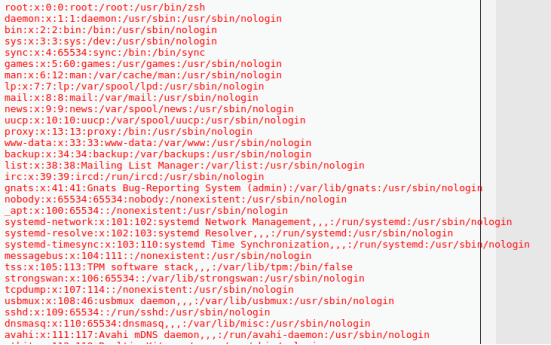 root:x:0:0:root:/root:/usr/bin/zsh
daemon:x:1:1:daemon:/usr/sbin:/usr/sbin/nologin
bin:x:2:2:bin:/bin:/usr/sbin/nologin
sys:x:3:3:sys:/dev:/usr/sbin/nologin
sync:x:4:65534:sync:/bin:/bin/sync
games:x:5:60:games:/usr/games:/usr/sbin/nologin
man:x:6:12:man:/var/cache/man:/usr/sbin/nologin
lp:x:7:7:lp:/var/spool/lpd:/usr/sbin/nologin
mail:x:8:8:mail:/var/mail:/usr/sbin/nologin
news:x:9:9:news:/var/spool/news:/usr/sbin/nologin
uucp:x:10:10:uucp:/var/spool/uucp:/usr/sbin/nologin
proxy:x:13:13:proxy:/bin:/usr/sbin/nologin
www-data:x:33:33:www-data:/var/www:/usr/sbin/nologin
backup:x:34:34:backup:/var/backups:/usr/sbin/nologin
list:x:38:38:Mailing List Manager:/var/list:/usr/sbin/nologin
irc:x:39:39:ircd:/run/ircd:/usr/sbin/nologin
gnats:x:41:41:Gnats Bug-Reporting System (admin):/var/lib/gnats:/usr/sbin/nologin
nobody:x:65534:65534:nobody:/nonexistent:/usr/sbin/nologin
_apt:x:100:65534::/nonexistent:/usr/sbin/nologin
systemd-network:x:101:102:systemd Network Management,,,:/run/systemd:/usr/sbin/nologin
systemd-resolve:x:102:103:systemd Resolver,,,:/run/systemd:/usr/sbin/nologin
systemd-timesync:x:103:110:systemd Time Synchronization,,,:/run/systemd:/usr/sbin/nologin
messagebus:x:104:111::/nonexistent:/usr/sbin/nologin
tss:x:105:113:TPM software stack,,,:/var/lib/tpm:/bin/false
strongswan:x:106:65534::/var/lib/strongswan:/usr/sbin/nologin
tcpdump:x:107:114::/nonexistent:/usr/sbin/nologin
usbmux:x:108:46:usbmux daemon,,,:/var/lib/usbmux:/usr/sbin/nologin
sshd:x:109:65534::/run/sshd:/usr/sbin/nologin
dnsmasq:x:110:65534:dnsmasq,,,:/var/lib/misc:/usr/sbin/nologin
avahi:x:111:117:Avahi mDNS daemon,,,:/run/avahi-daemon:/usr/sbin/nologin